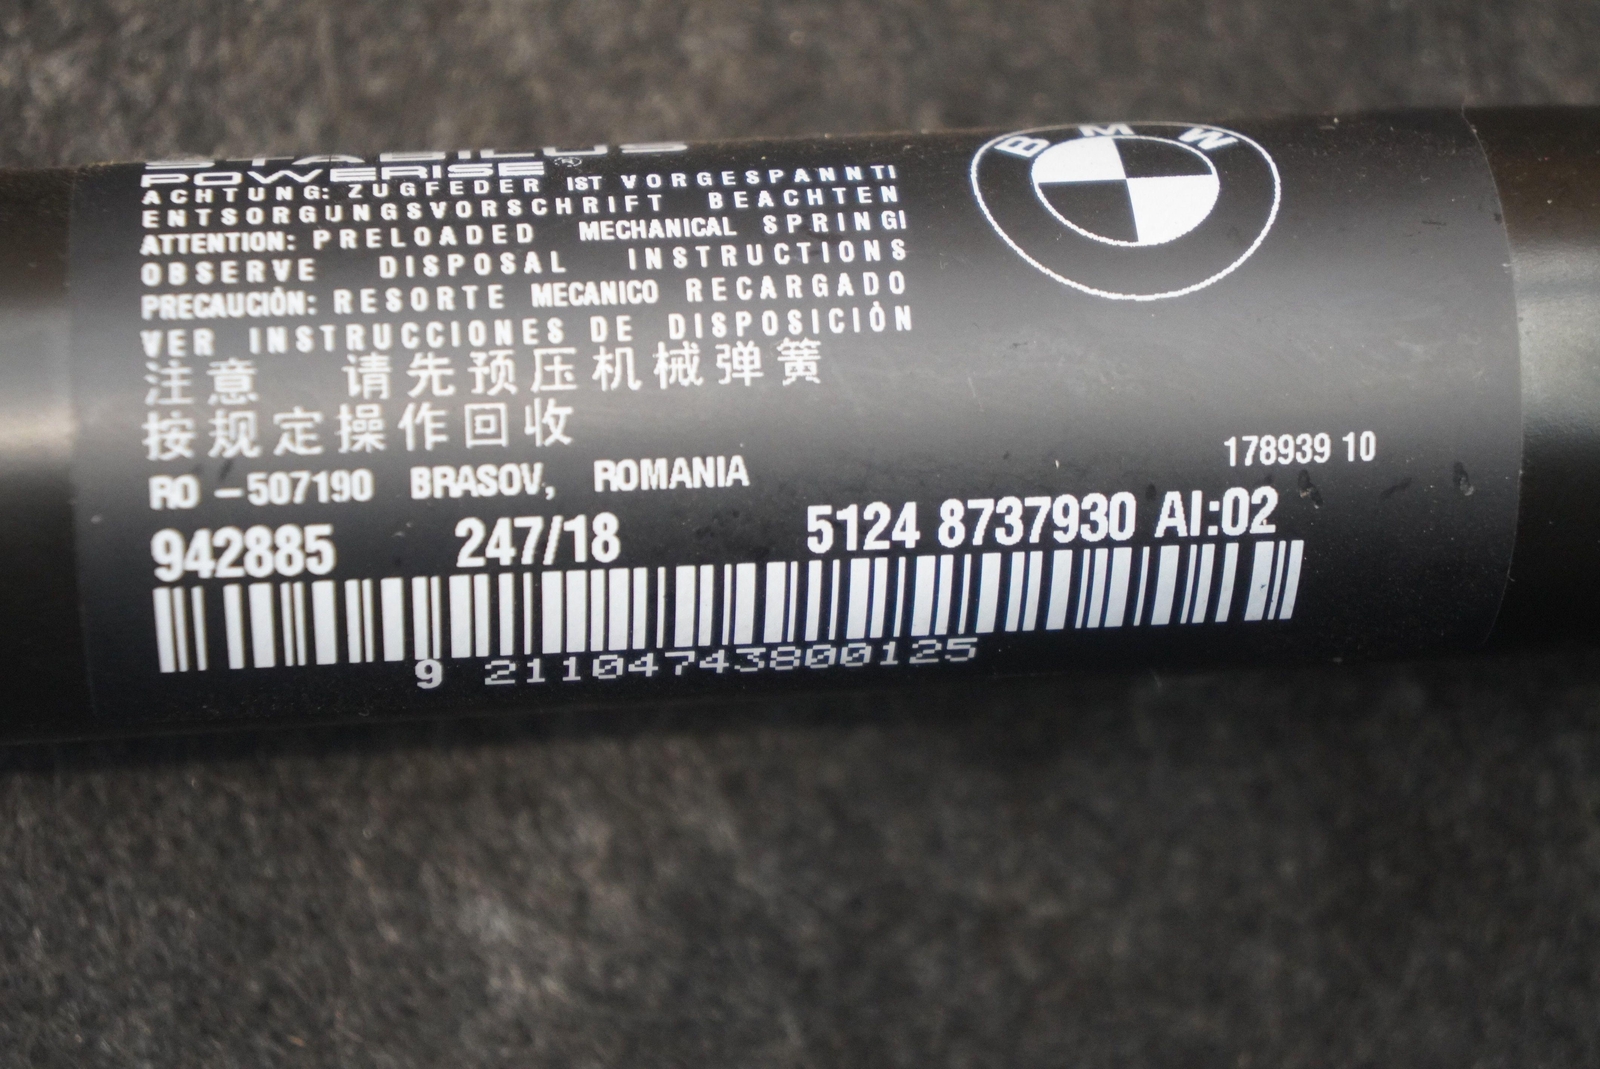 STABILUS
POWERISE®
ACHTUNG: ZUGFEDER IST VORGESPANNT!
ENTSORGUNGSVORSCHRIFT BEACHTEN
ATTENTION: PRELOADED MECHANICAL SPRING!
OBSERVE DISPOSAL INSTRUCTIONS
PRECAUCIÓN: RESORTE MECANICO RECARGADO
VER INSTRUCCIONES DE DISPOSICIÓN
注意 请先预压机械弹簧
按规定操作回收
RO -507190 BRASOV, ROMANIA
BMW
178939 10
942885 247/18 5124 8737930 AI:02
9 21104743800125